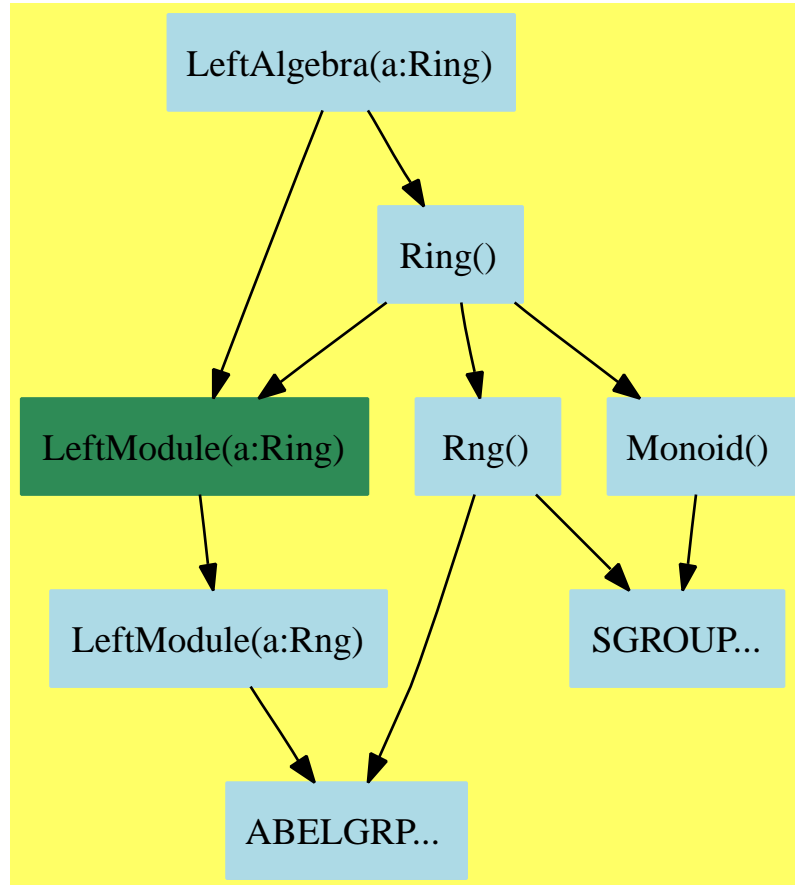 LeftAlgebra(a:Ring)
Ring()
LeftModule(a:Ring)
Rng()
Monoid()
LeftModule(a:Rng)
SGROUP...
ABELGRP...